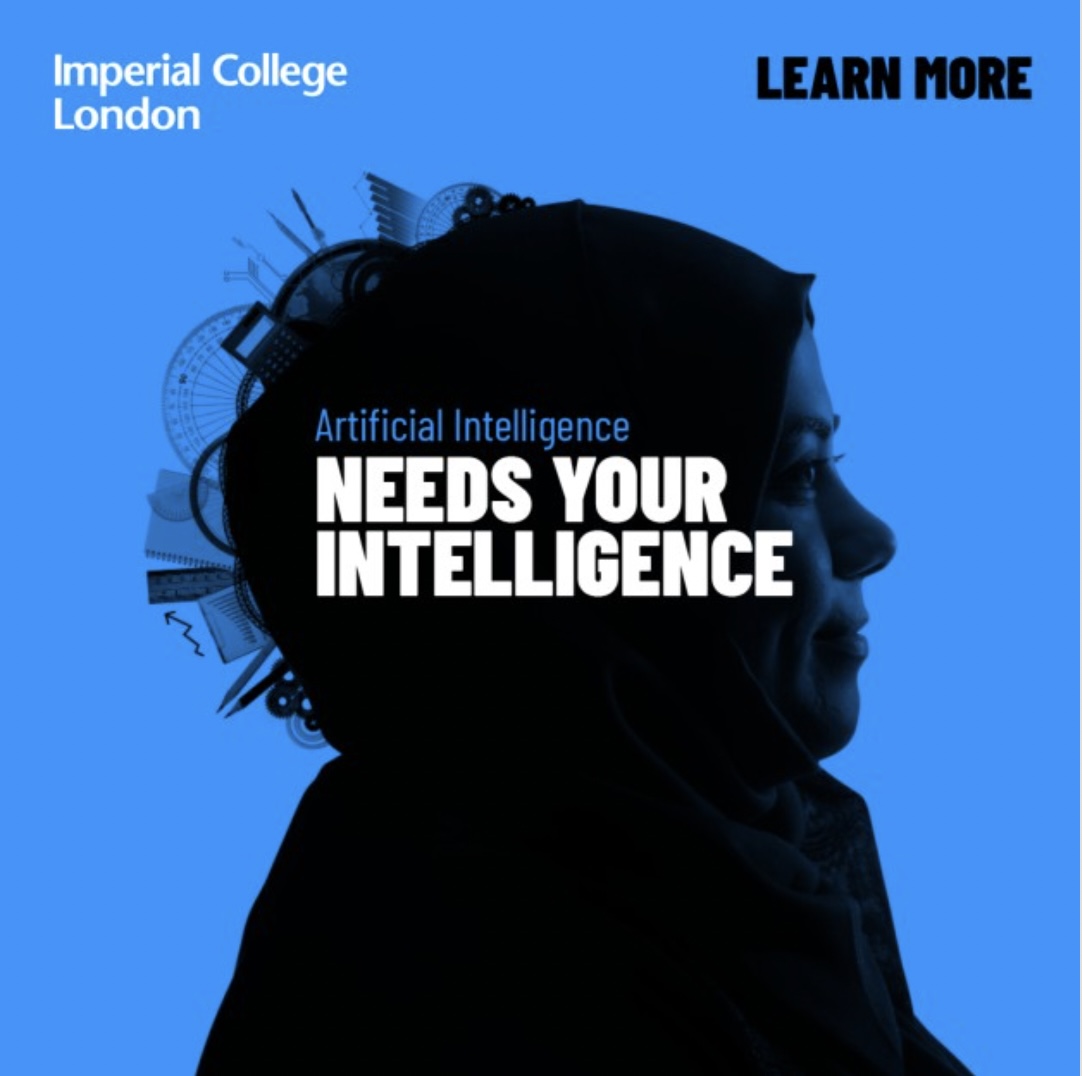 Imperial College
London
LEARN MORE
Artificial Intelligence
NEEDS YOUR
INTELLIGENCE